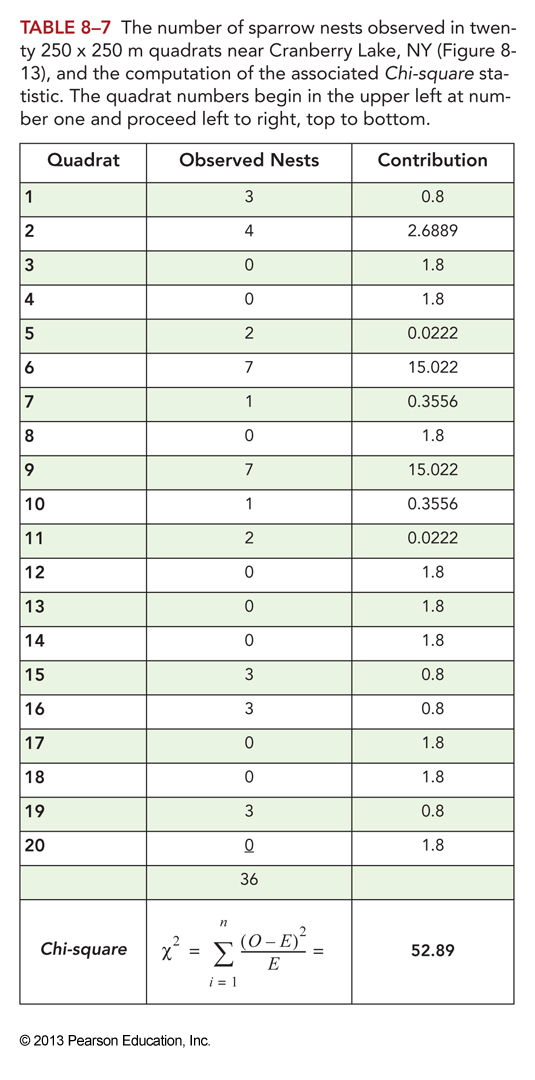 TABLE 8–7 The number of sparrow nests observed in twen-
ty 250 x 250 m quadrats near Cranberry Lake, NY (Figure 8-
13), and the computation of the associated Chi-square sta-
tistic. The quadrat numbers begin in the upper left at num-
ber one and proceed left to right, top to bottom.
Quadrat Observed Nests Contribution
1 3 0.8
2 4 2.6889
3 0 1.8
4 0 1.8
5 2 0.0222
6 7 15.022
7 1 0.3556
8 0 1.8
9 7 15.022
10 1 0.3556
11 2 0.0222
12 0 1.8
13 0 1.8
14 0 1.8
15 3 0.8
16 3 0.8
17 0 1.8
18 0 1.8
19 3 0.8
20 0 1.8
36
Chi-square χ² = n∑i = 1 (O – E)²/E = 52.89
© 2013 Pearson Education, Inc.